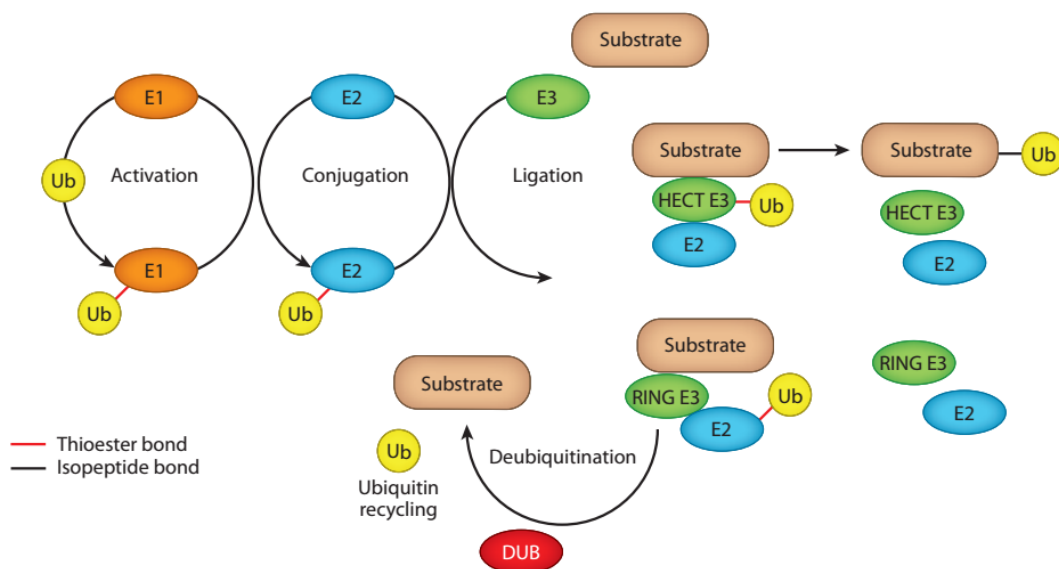 Substrate
E1
E2
E3
Substrate
Substrate
Ub
Ub
Activation
Conjugation
Ligation
HECT E3
Ub
HECT E3
E2
E2
E1
E2
Ub
Ub
Substrate
RING E3
Substrate
RING E3
Ub
E2
E2
Thioester bond
Isopeptide bond
Ub
Deubiquitination
Ubiquitin
recycling
DUB